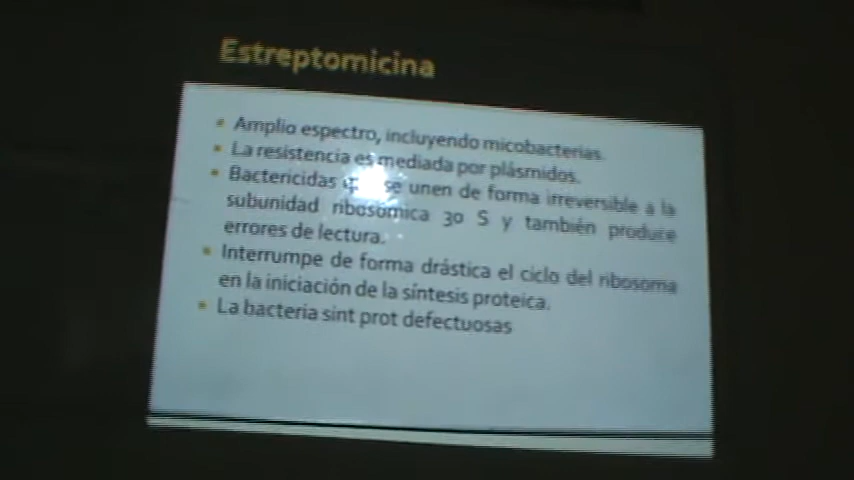 Estreptomicina
Amplio espectro, incluyendo micobacterias.
La resistencia es mediada por plásmidos.
Bactericidas se unen de forma irreversible a la
subunidad ribosómica 30 S y también produce
errores de lectura.
Interrumpe de forma drástica el ciclo del ribosoma
en la iniciación de la síntesis proteica.
La bacteria sint prot defectuosas